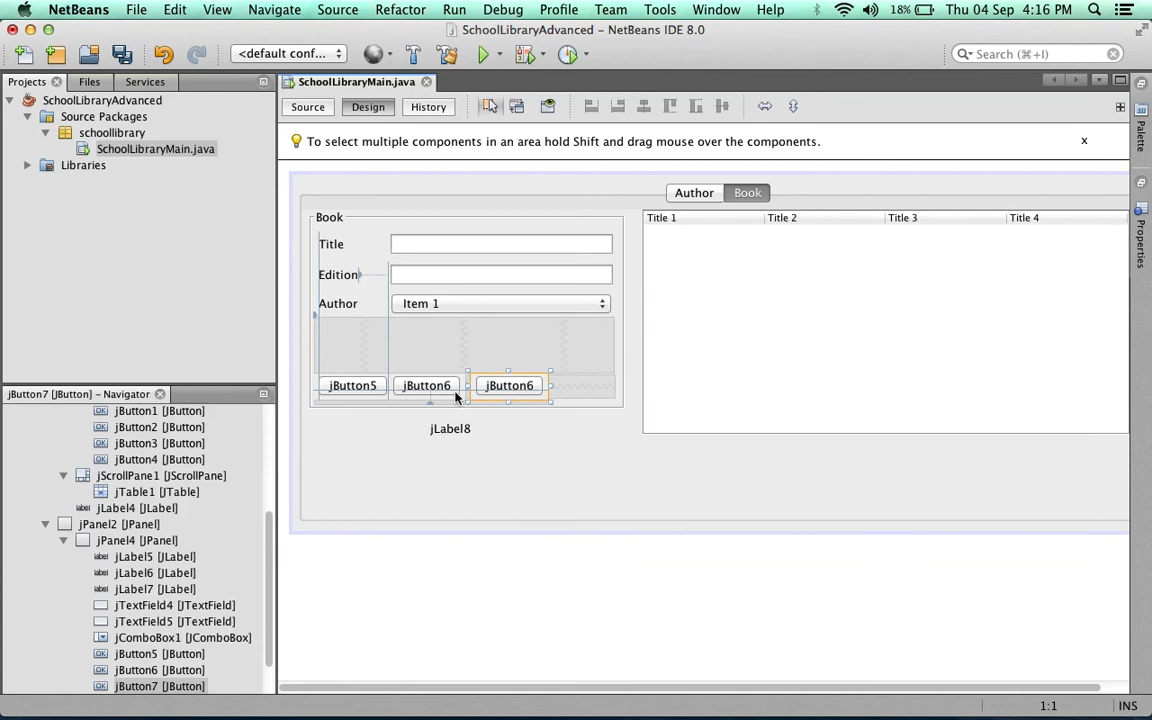 NetBeans File Edit View Navigate Source Refactor Run Debug Profile Team Tools Window Help 18% Thu 04 Sep 4:16 PM
SchoolLibraryAdvanced - NetBeans IDE 8.0
<default conf... Search (⌘+I)
Projects Files Services SchoolLibraryMain.java
SchoolLibraryAdvanced
Source Packages
schoollibrary
SchoolLibraryMain.java
Libraries
Source Design History
To select multiple components in an area hold Shift and drag mouse over the components. x
Author Book
Book
Title
Edition
Author Item 1
jButton5 jButton6 jButton6
jLabel8
Title 1 Title 2 Title 3 Title 4
Palette
Properties
jButton7 [JButton] - Navigator
jButton1 [JButton]
jButton2 [JButton]
jButton3 [JButton]
jButton4 [JButton]
jScrollPane1 [JScrollPane]
jTable1 [JTable]
jLabel4 [JLabel]
jPanel2 [JPanel]
jPanel4 [JPanel]
jLabel5 [JLabel]
jLabel6 [JLabel]
jLabel7 [JLabel]
jTextField4 [JTextField]
jTextField5 [JTextField]
jComboBox1 [JComboBox]
jButton5 [JButton]
jButton6 [JButton]
jButton7 [JButton]
1:1 INS